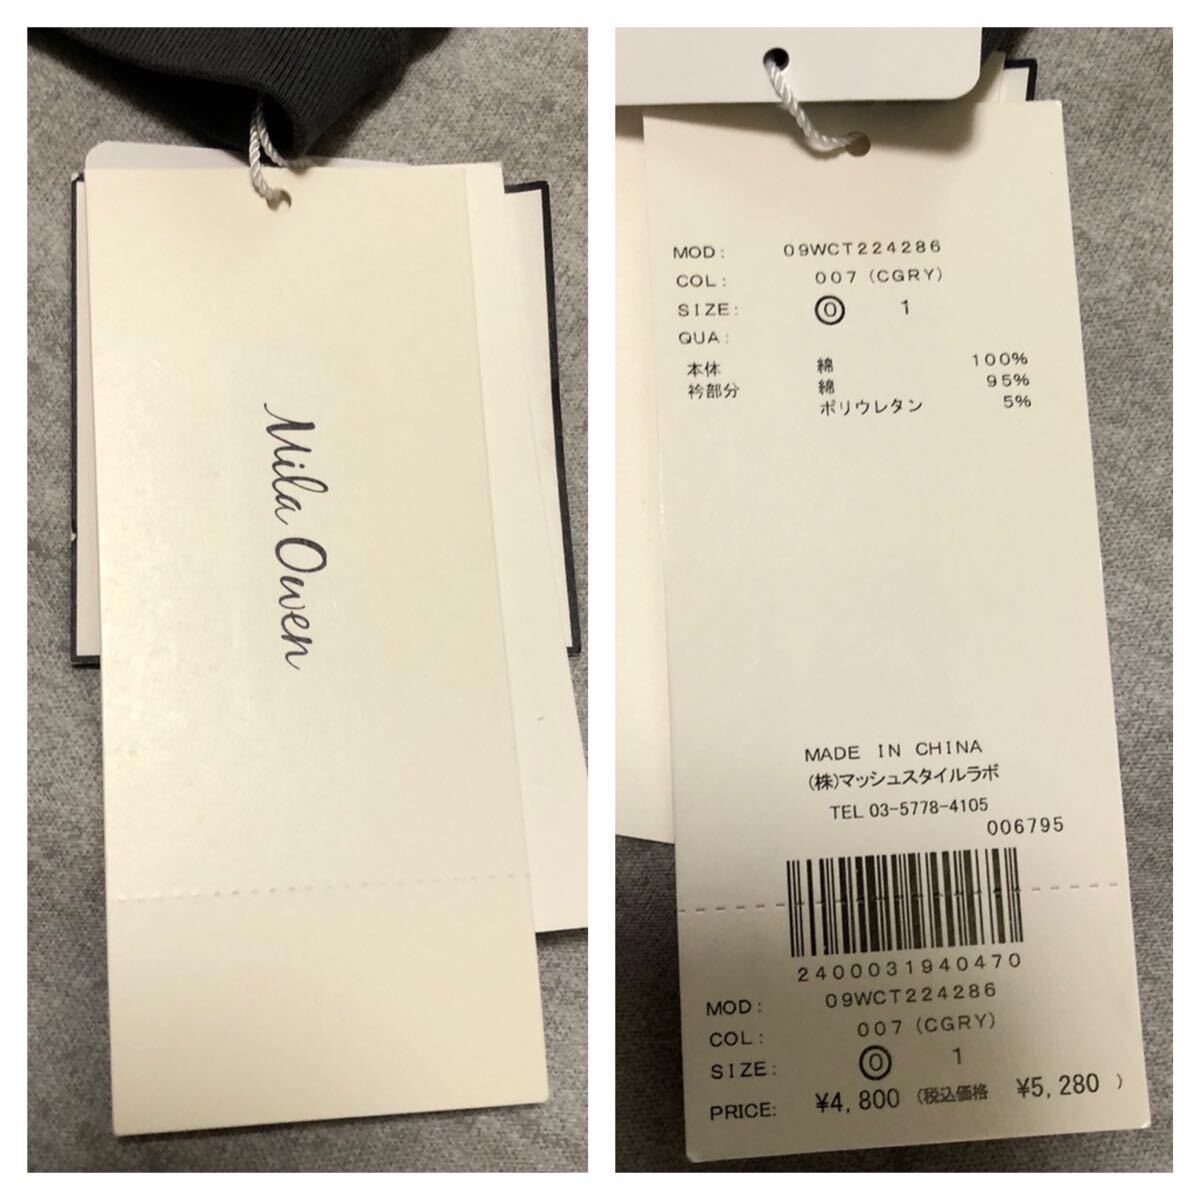 Mila Owen
MOD: 09WCT224286
COL: 007 (CGRY)
SIZE: 0 1
QUA:
本体 綿 100%
衿部分 綿 95%
ポリウレタン 5%
MADE IN CHINA
(株)マッシュスタイルラボ
TEL 03-5778-4105
006795
2400031940470
MOD: 09WCT224286
COL: 007 (CGRY)
SIZE: 0 1
PRICE: ¥4,800 (税込価格 ¥5,280 )